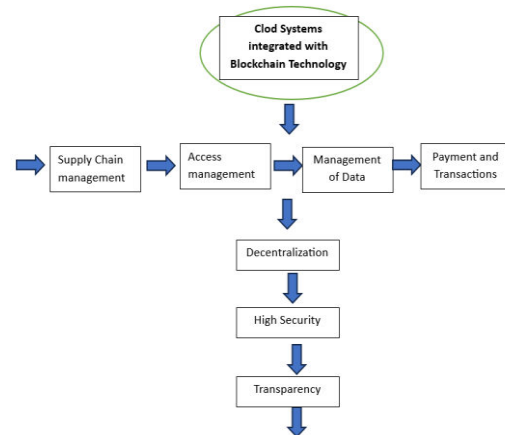 Clod Systems
integrated with
Blockchain Technology
Supply Chain
management
Access
management
Management
of Data
Payment and
Transactions
Decentralization
High Security
Transparency